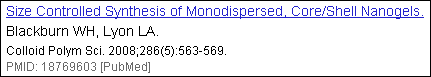 Size Controlled Synthesis of Monodispersed, Core/Shell Nanogels.
Blackburn WH, Lyon LA.
Colloid Polym Sci. 2008;286(5):563-569.
PMID: 18769603 [PubMed]